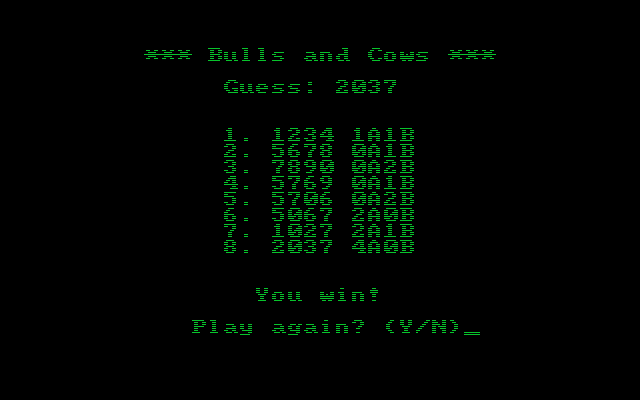 *** Bulls and Cows ***
Guess: 2037
1. 1234 1A1B
2. 5678 0A1B
3. 7890 0A2B
4. 5769 0A1B
5. 5706 0A2B
6. 5067 2A0B
7. 1027 2A1B
8. 2037 4A0B
You win!
Play again? (Y/N)_